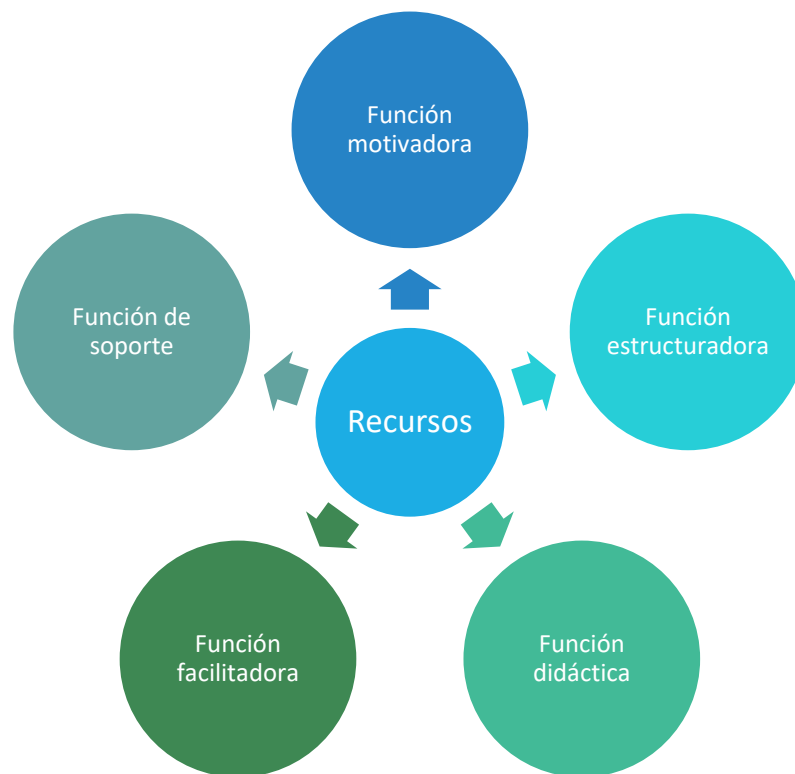 Función
motivadora
Función de
soporte
Función
estructuradora
Recursos
Función
facilitadora
Función
didáctica